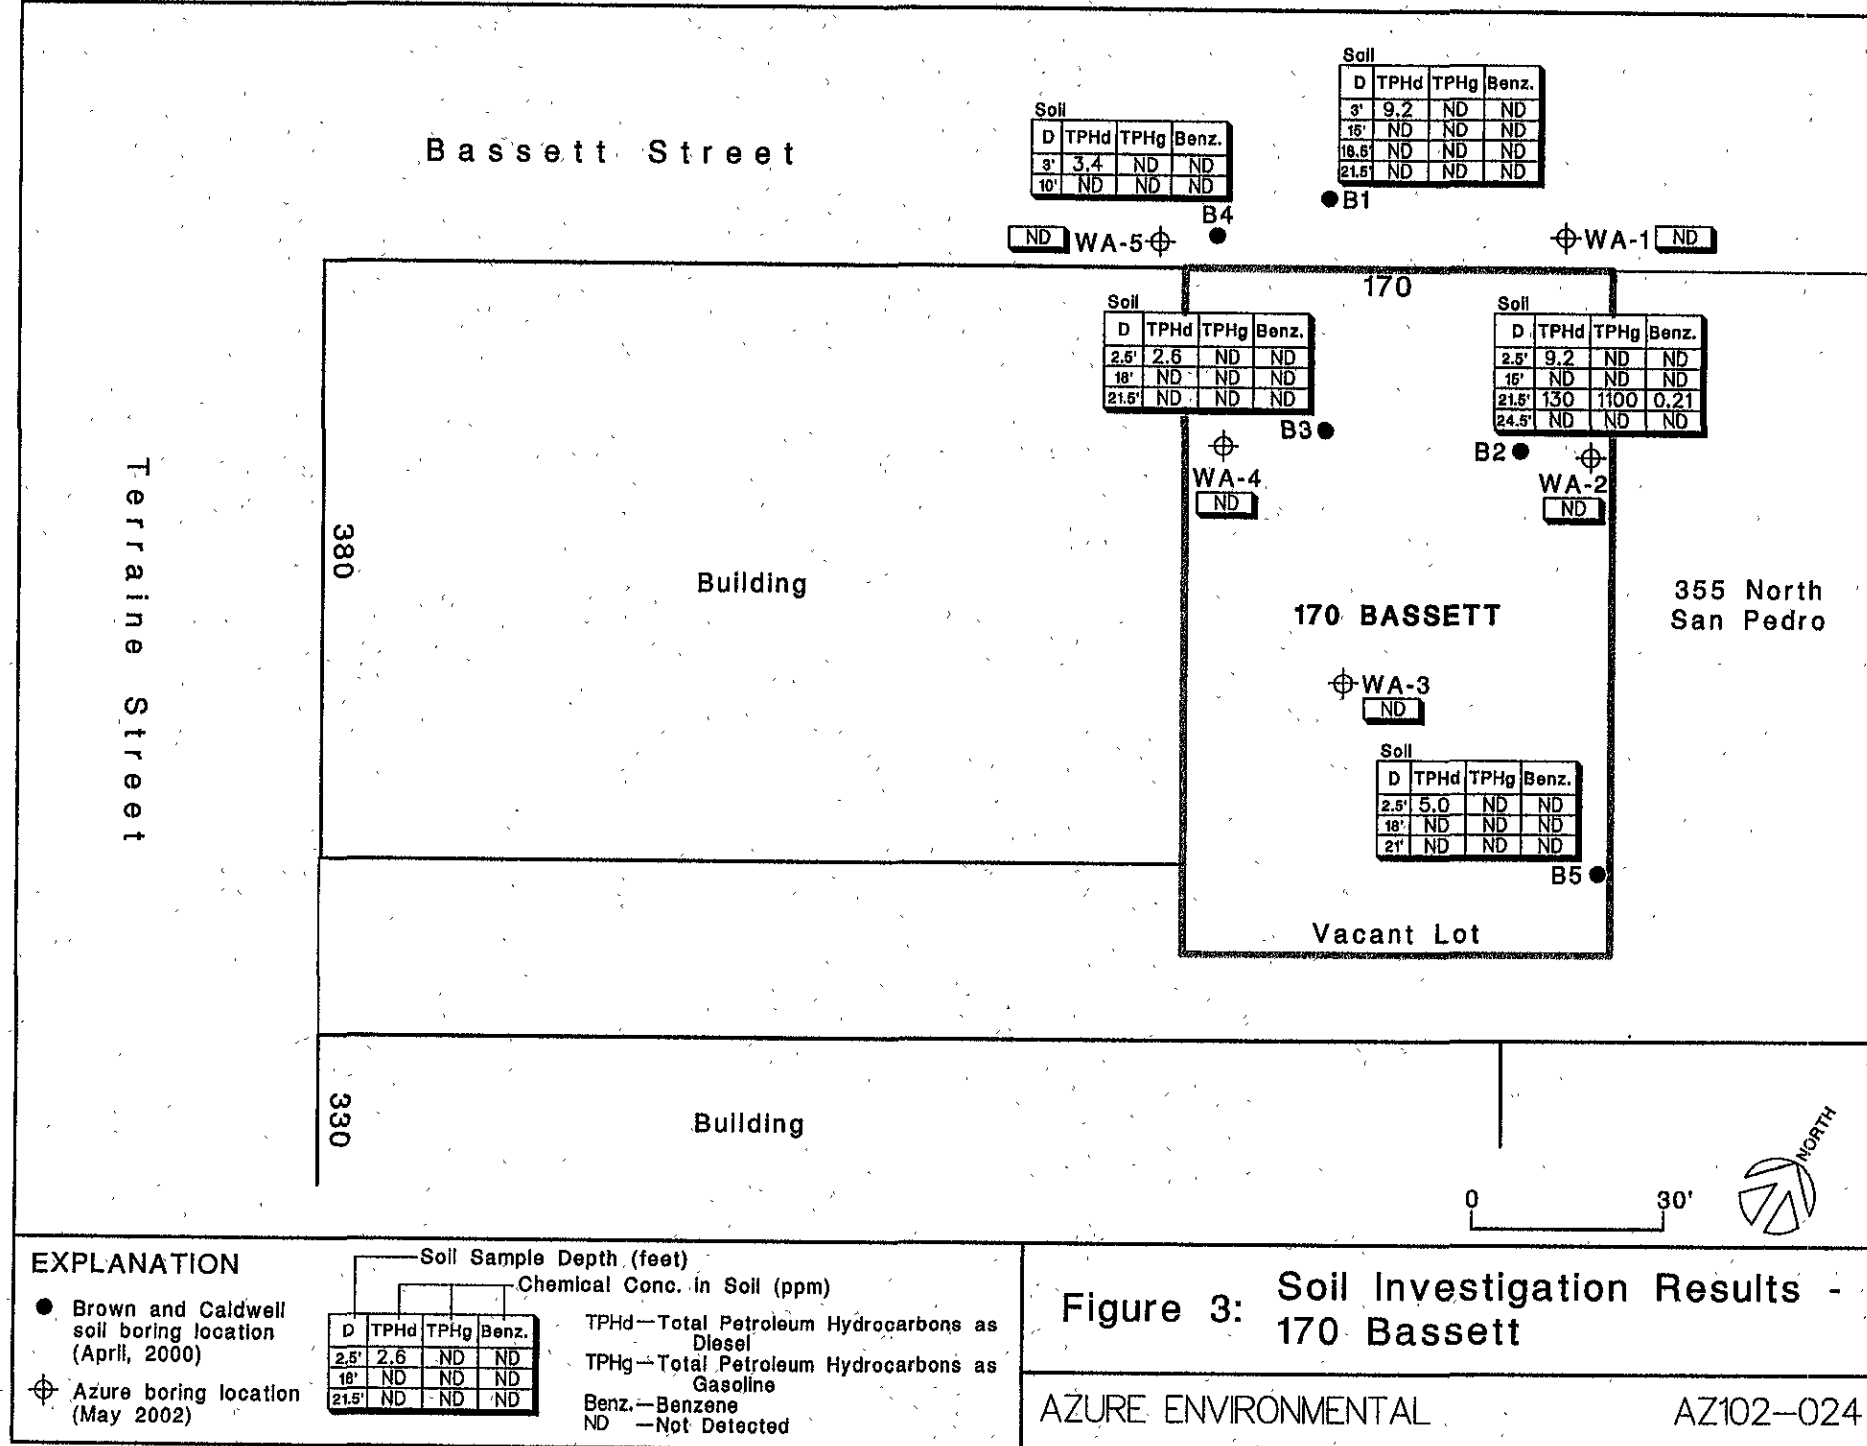 Bassett Street
Soil
D TPHd TPHg Benz.
3' 9.2 ND ND
15' ND ND ND
18.5' ND ND ND
21.5' ND ND ND
B1
Soil
D TPHd TPHg Benz.
3' 3.4 ND ND
10' ND ND ND
B4
ND WA-5
WA-1 ND
170
Soil
D TPHd TPHg Benz.
2.5' 2.6 ND ND
18' ND ND ND
21.5' ND ND ND
B3
Soil
D TPHd TPHg Benz.
2.5' 9.2 ND ND
15' ND ND ND
21.5' 130 1100 0.21
24.5' ND ND ND
B2
WA-4
ND
WA-2
ND
Terraine Street
380
Building
170 BASSETT
355 North
San Pedro
WA-3
ND
Soil
D TPHd TPHg Benz.
2.5' 5.0 ND ND
18' ND ND ND
21' ND ND ND
B5
Vacant Lot
330
Building
NORTH
0 30'
EXPLANATION
Brown and Caldwell
soil boring location
(April, 2000)
Azure boring location
(May 2002)
Soil Sample Depth (feet)
Chemical Conc. in Soil (ppm)
D TPHd TPHg Benz.
2.5' 2.6 ND ND
18' ND ND ND
21.5' ND ND ND
TPHd—Total Petroleum Hydrocarbons as
Diesel
TPHg—Total Petroleum Hydrocarbons as
Gasoline
Benz.—Benzene
ND —Not Detected
Figure 3: Soil Investigation Results -
170 Bassett
AZURE ENVIRONMENTAL AZ102-024